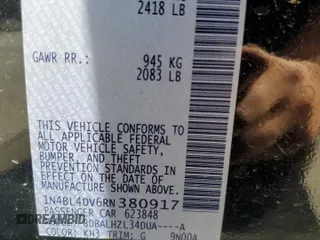 2418 LB
GAWR RR.: 945 KG
2083 LB
THIS VEHICLE CONFORMS TO
ALL APPLICABLE FEDERAL
MOTOR VEHICLE SAFETY,
BUMPER, AND THEFT
PREVENTION STANDARDS
IN EFFECT ON THE DATE OF
MANUFACTURE SHOWN ABOVE.
1N4BL4DV6RN380917
PASSENGER CAR 623848
DBALHZL34DUA----A
COLOR: KH3 TRIM: G 9N00A